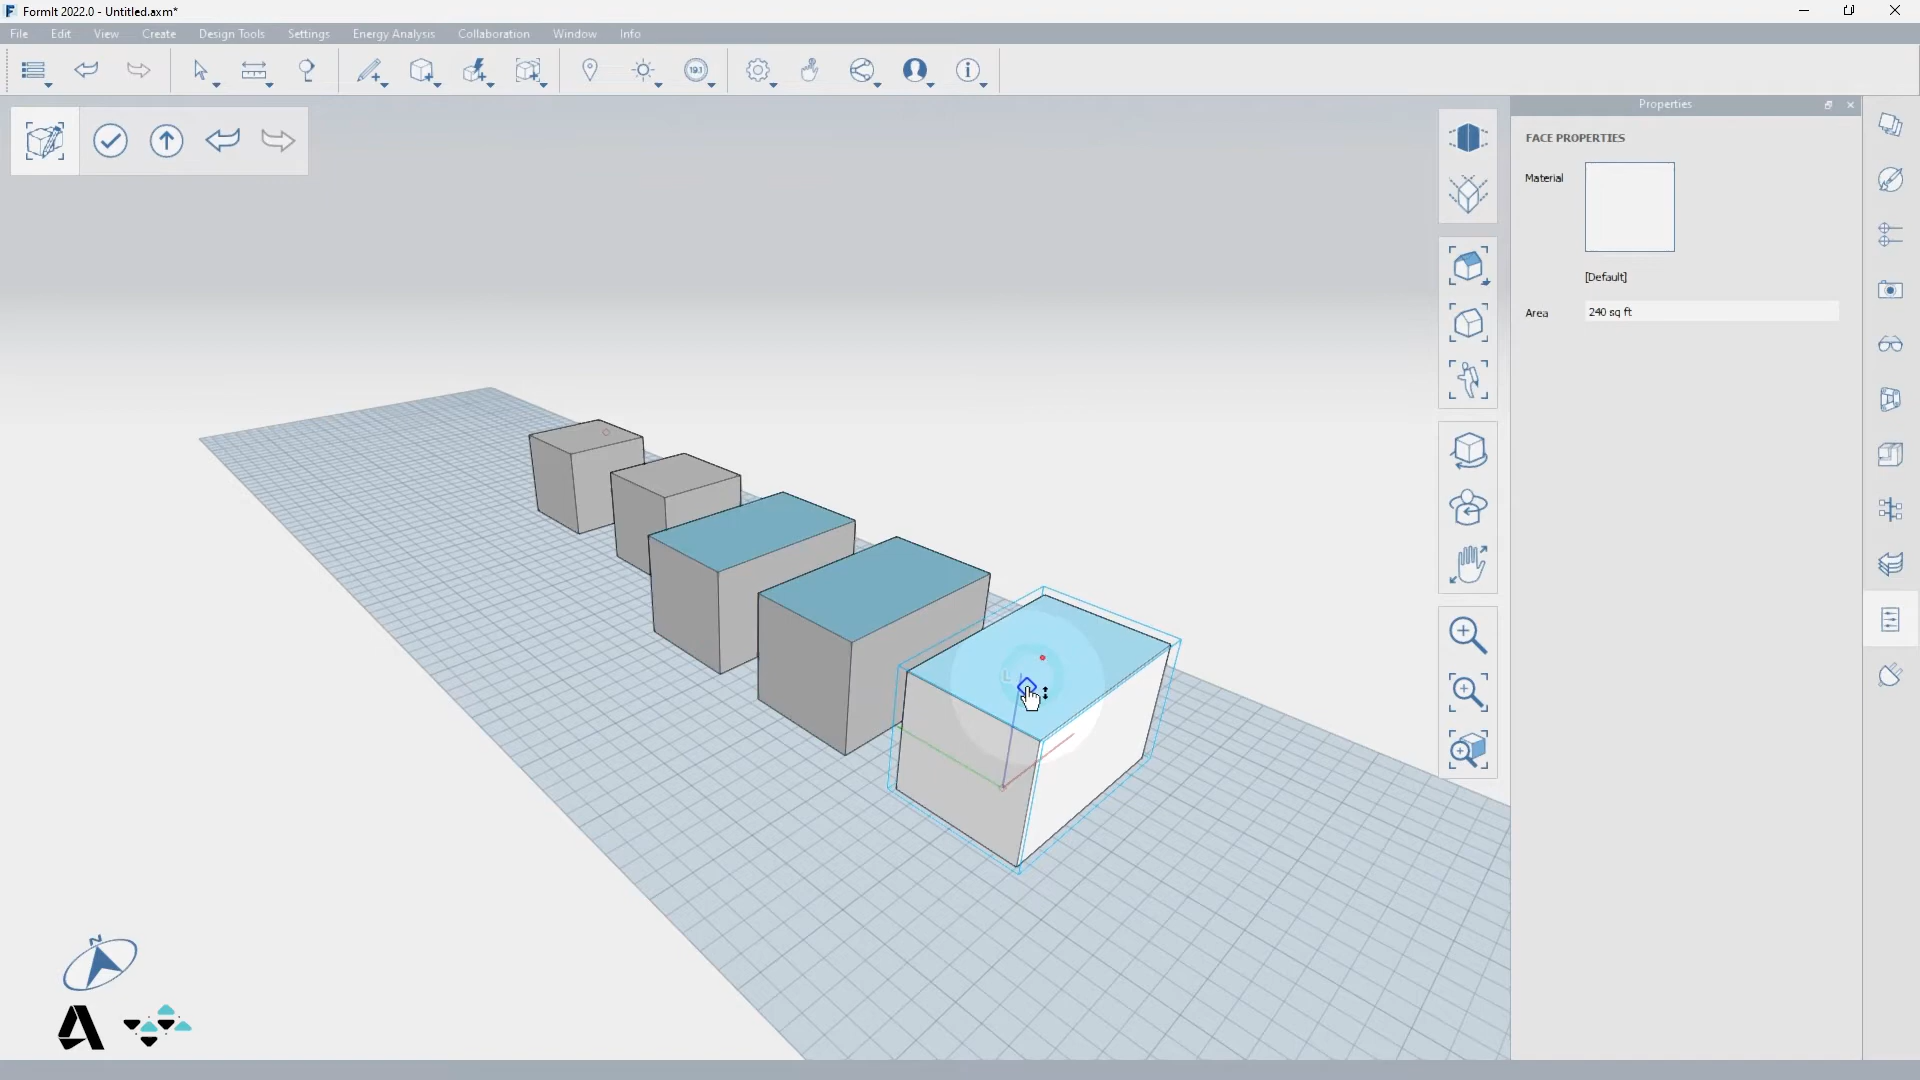 FormIt 2022.0 - Untitled.axm*
File Edit View Create Design Tools Settings Energy Analysis Collaboration Window Info
191
Properties
FACE PROPERTIES
Material
[Default]
Area 240 sq ft
N